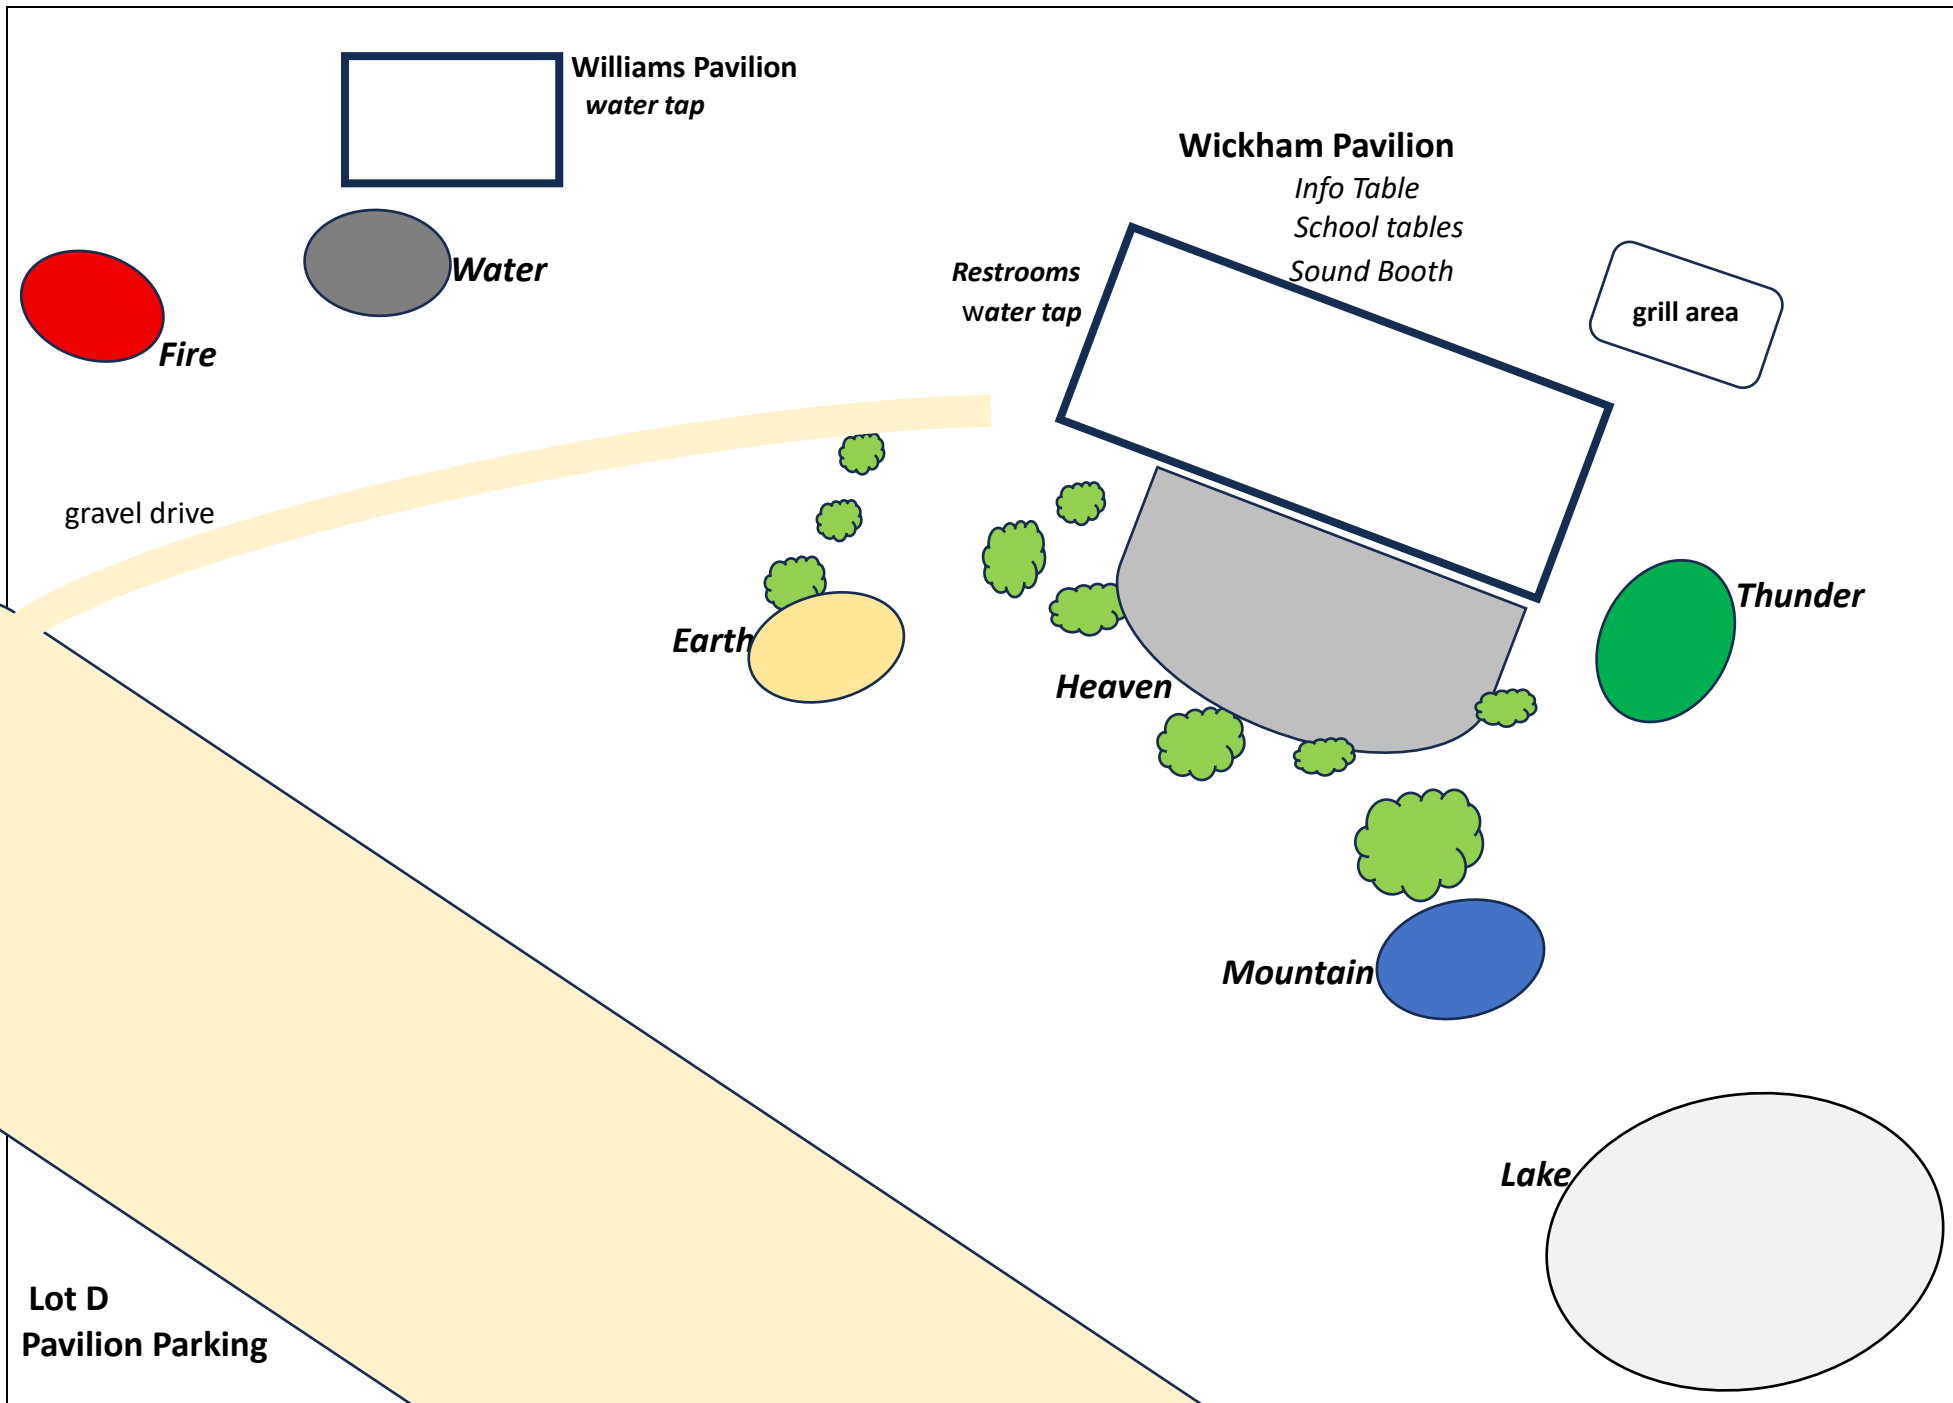 Williams Pavilion
water tap
Wickham Pavilion
Info Table
School tables
Sound Booth
Restrooms
water tap
grill area
Water
Fire
gravel drive
Earth
Heaven
Thunder
Mountain
Lake
Lot D
Pavilion Parking